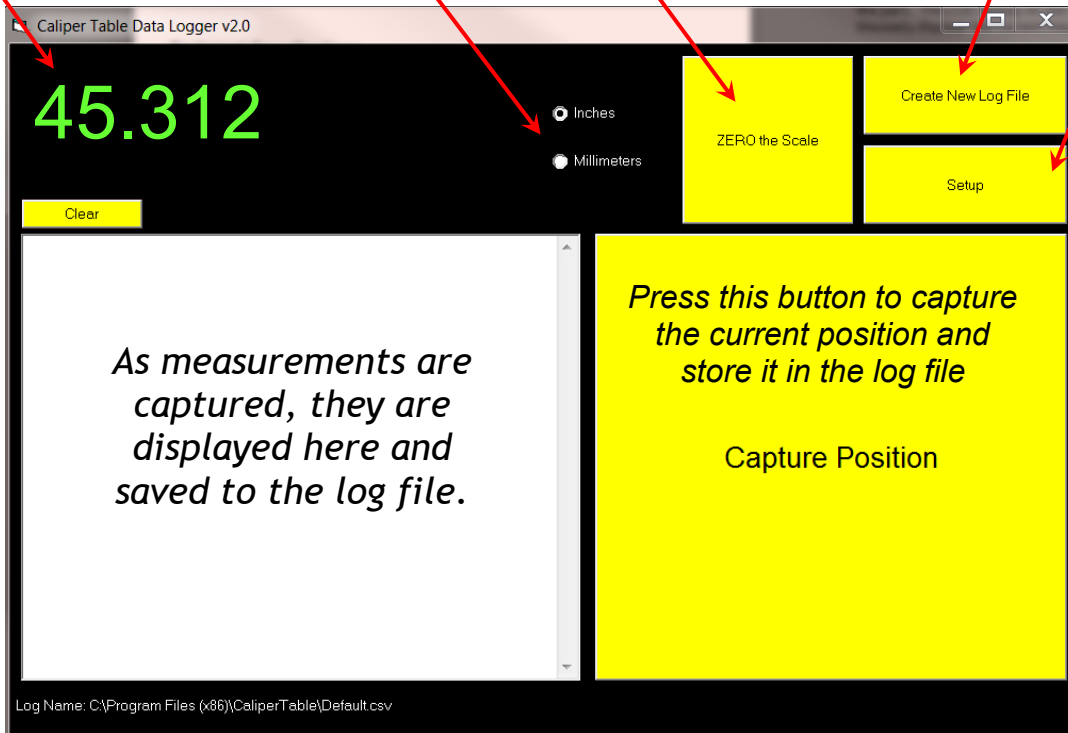 Caliper Table Data Logger v2.0
45.312
Inches
Millimeters
ZERO the Scale
Create New Log File
Setup
Clear
As measurements are
captured, they are
displayed here and
saved to the log file.
Press this button to capture
the current position and
store it in the log file
Capture Position
Log Name: C:\Program Files (x86)\CaliperTable\Default.csv